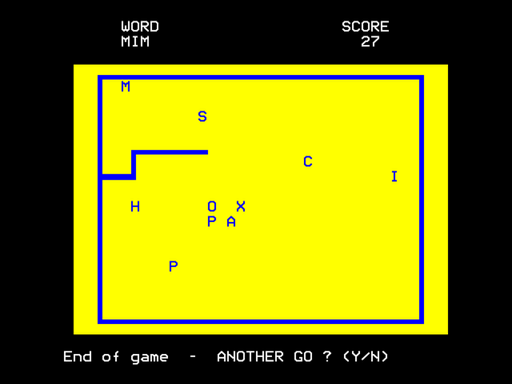 WORD SCORE
MIM 27
M
S
C
I
H O X
P A
P
End of game - ANOTHER GO ? (Y/N)